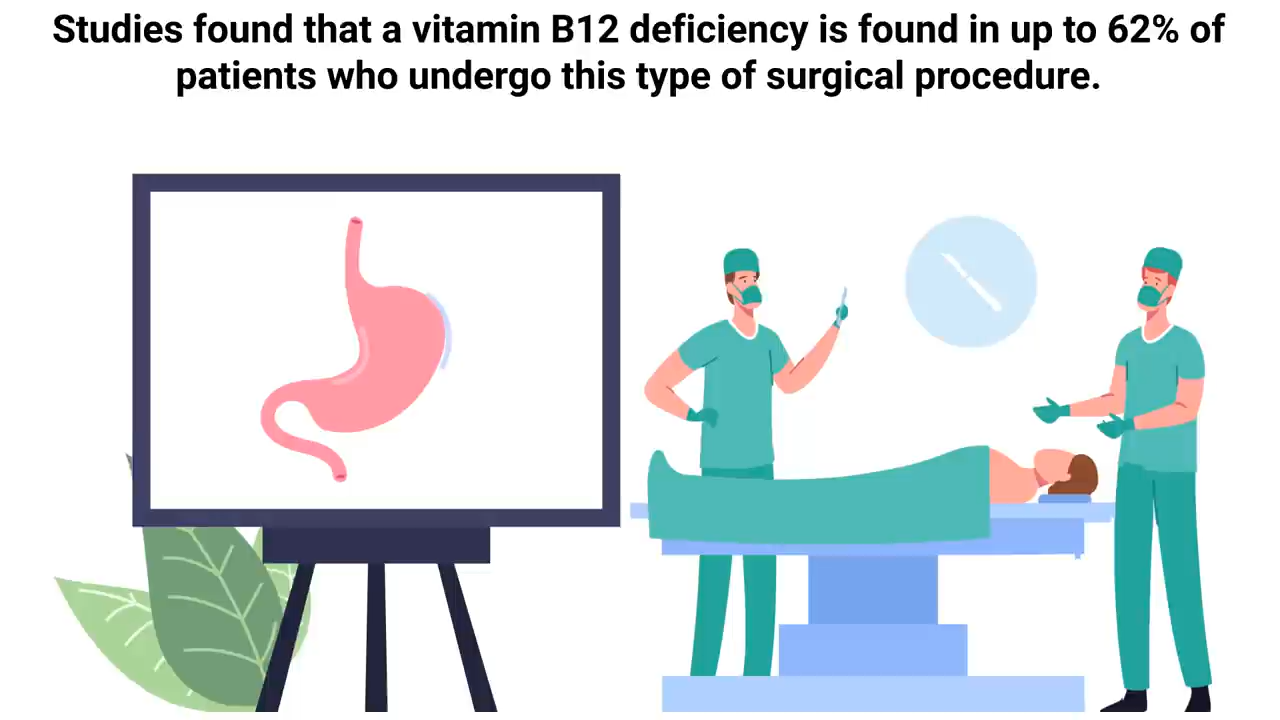 Studies found that a vitamin B12 deficiency is found in up to 62% of
patients who undergo this type of surgical procedure.